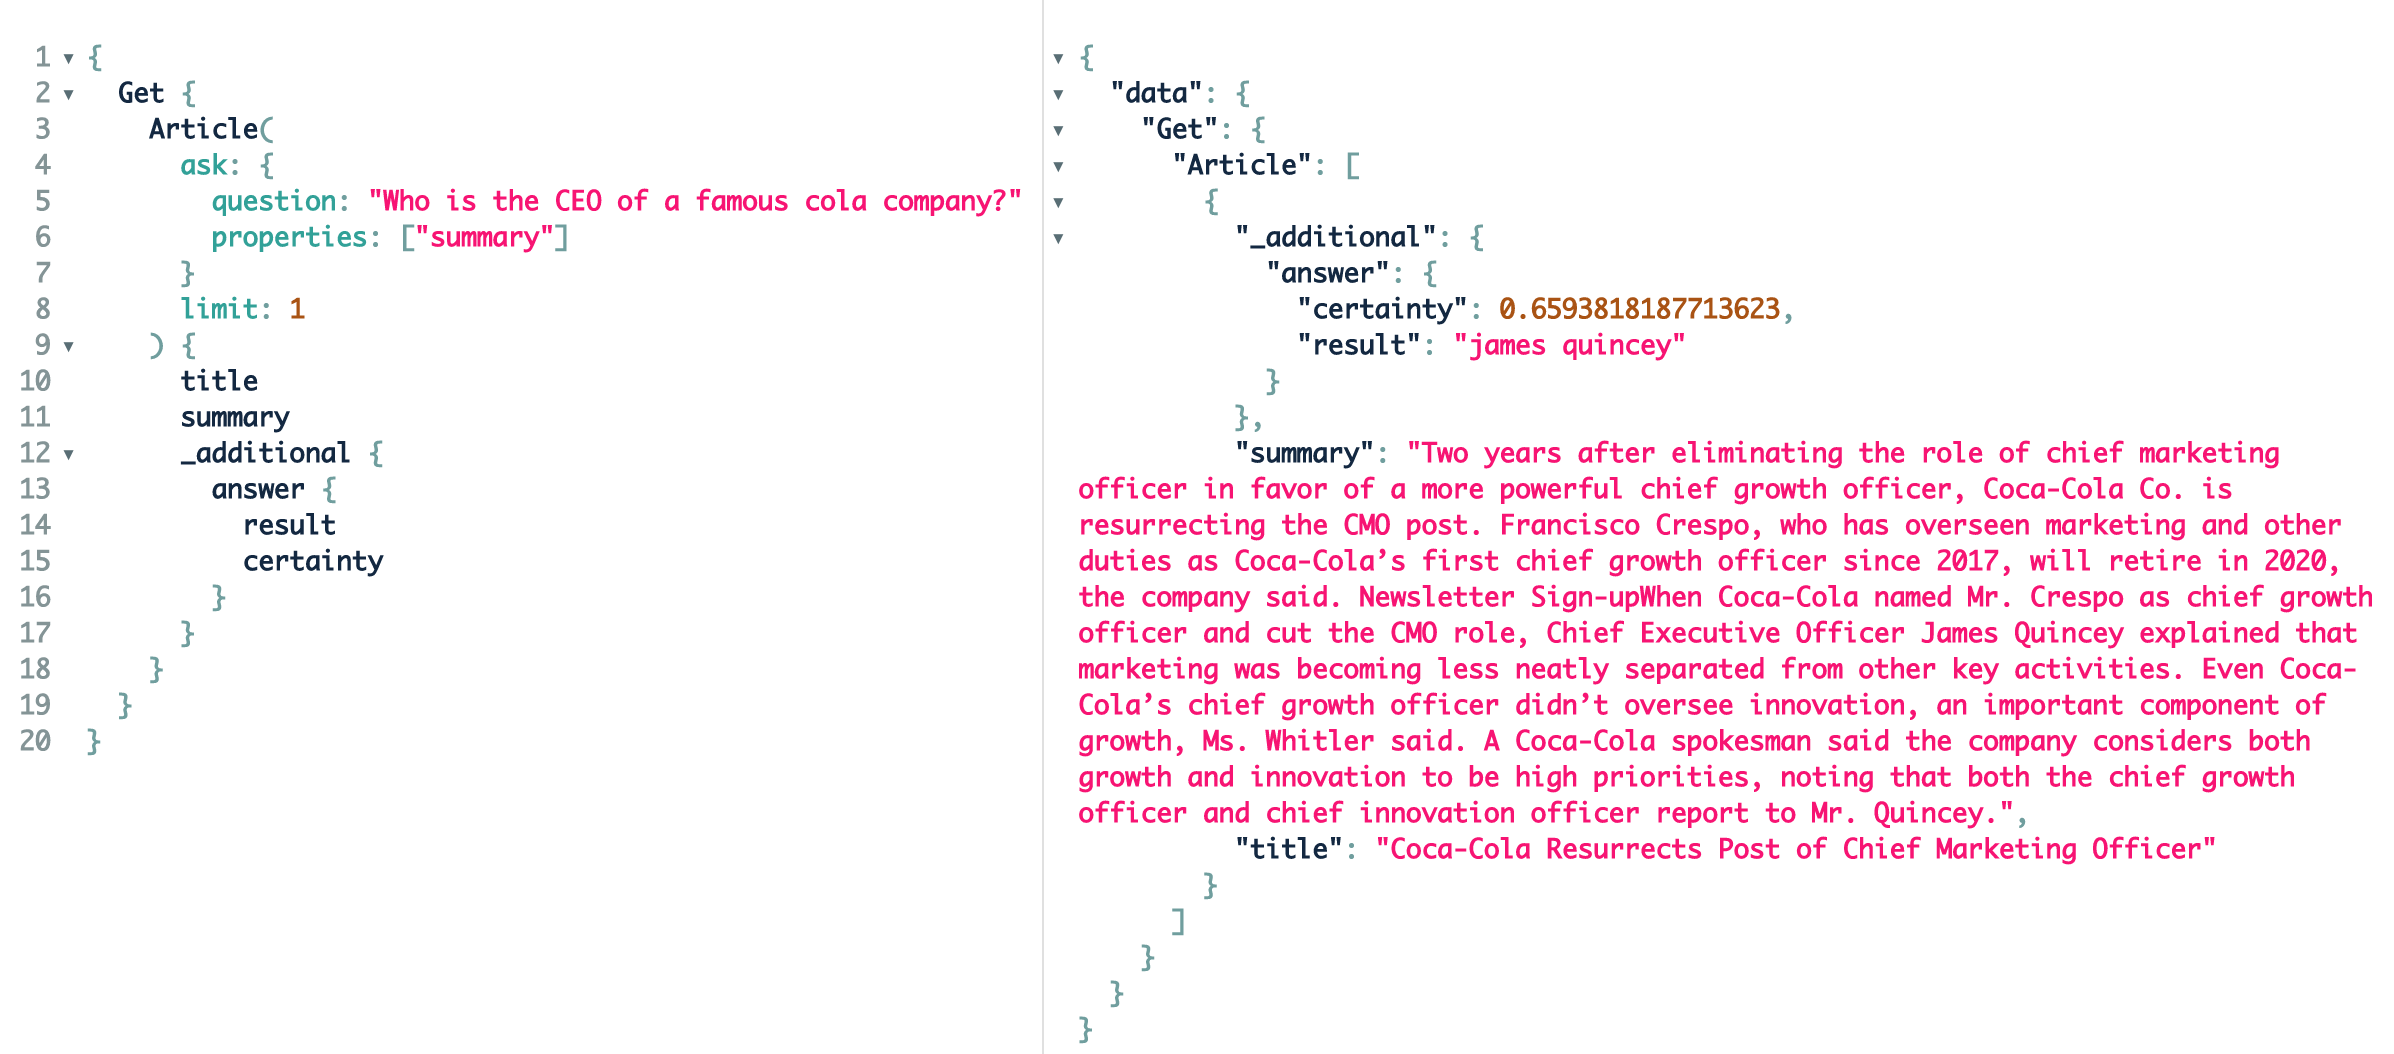 1 ▾ {
2 ▾   Get {
3     Article(
4       ask: {
5         question: "Who is the CEO of a famous cola company?"
6         properties: ["summary"]
7       }
8       limit: 1
9 ▾     ) {
10       title
11       summary
12 ▾       _additional {
13         answer {
14           result
15           certainty
16         }
17       }
18     }
19   }
20 }
▾ {
▾   "data": {
▾     "Get": {
▾       "Article": [
▾         {
▾           "_additional": {
            "answer": {
              "certainty": 0.6593818187713623,
              "result": "james quincey"
            }
          },
          "summary": "Two years after eliminating the role of chief marketing
officer in favor of a more powerful chief growth officer, Coca-Cola Co. is
resurrecting the CMO post. Francisco Crespo, who has overseen marketing and other
duties as Coca-Cola’s first chief growth officer since 2017, will retire in 2020,
the company said. Newsletter Sign-upWhen Coca-Cola named Mr. Crespo as chief growth
officer and cut the CMO role, Chief Executive Officer James Quincey explained that
marketing was becoming less neatly separated from other key activities. Even Coca-
Cola’s chief growth officer didn’t oversee innovation, an important component of
growth, Ms. Whitler said. A Coca-Cola spokesman said the company considers both
growth and innovation to be high priorities, noting that both the chief growth
officer and chief innovation officer report to Mr. Quincey.",
          "title": "Coca-Cola Resurrects Post of Chief Marketing Officer"
        }
      ]
    }
  }
}